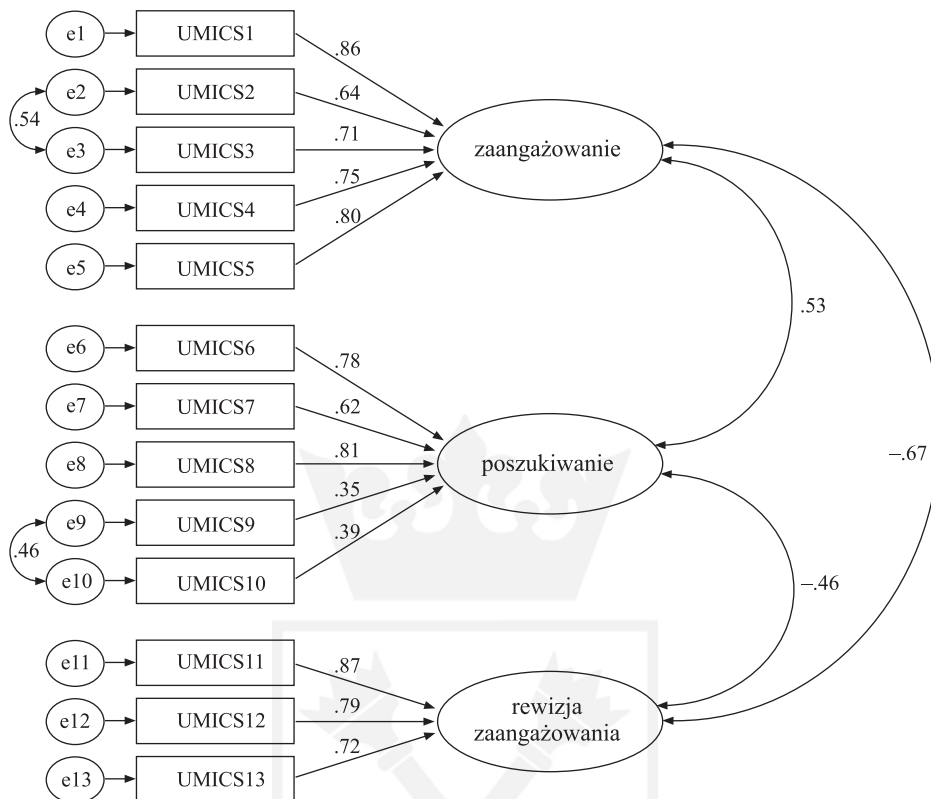 e1 UMICS1 .86
e2 UMICS2 .64
.54
e3 UMICS3 .71
zaangażowanie
e4 UMICS4 .75
e5 UMICS5 .80
.53
e6 UMICS6 .78
e7 UMICS7 .62
e8 UMICS8 .81
poszukiwanie
−.67
e9 UMICS9 .35
.46
e10 UMICS10 .39
−.46
e11 UMICS11 .87
e12 UMICS12 .79
rewizja
zaangażowania
e13 UMICS13 .72